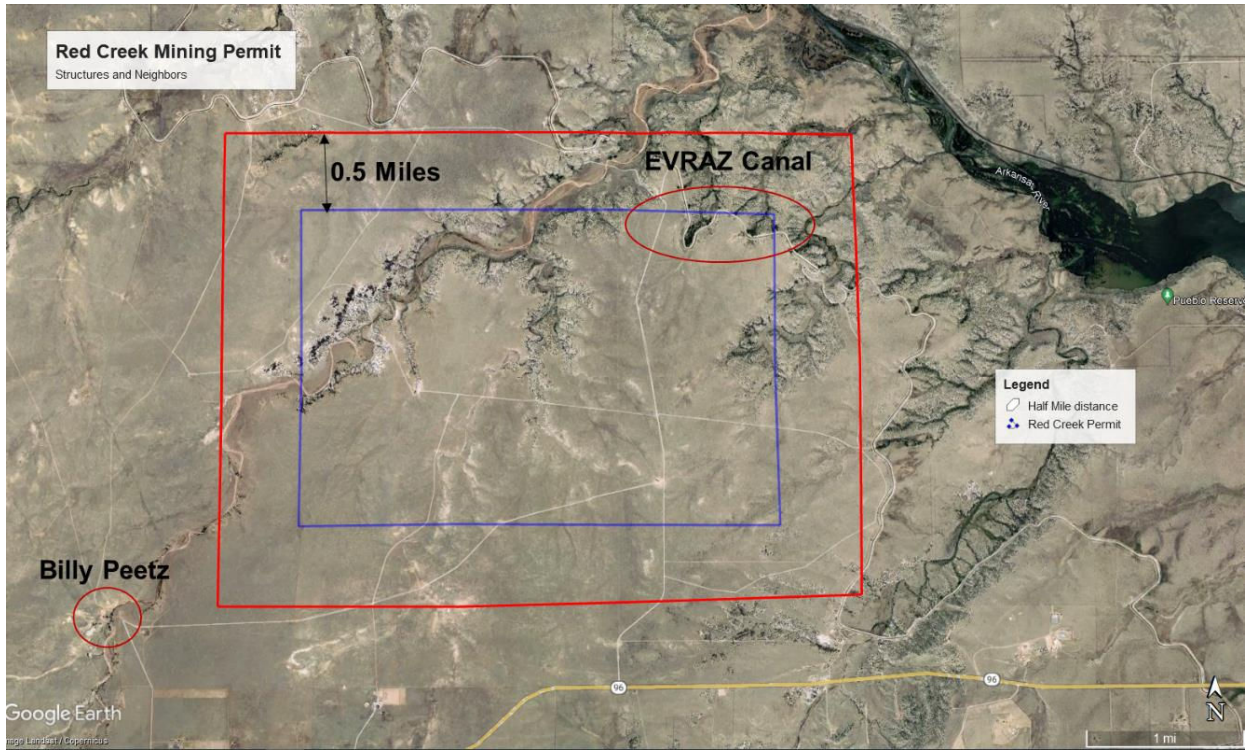 Red Creek Mining Permit
Structures and Neighbors
0.5 Miles
EVRAZ Canal
Arkansas River
Pueblo Reserv
Legend
Half Mile distance
Red Creek Permit
Billy Peetz
96
96
Google Earth
mage Landsat / Copernicus
N
1 mi